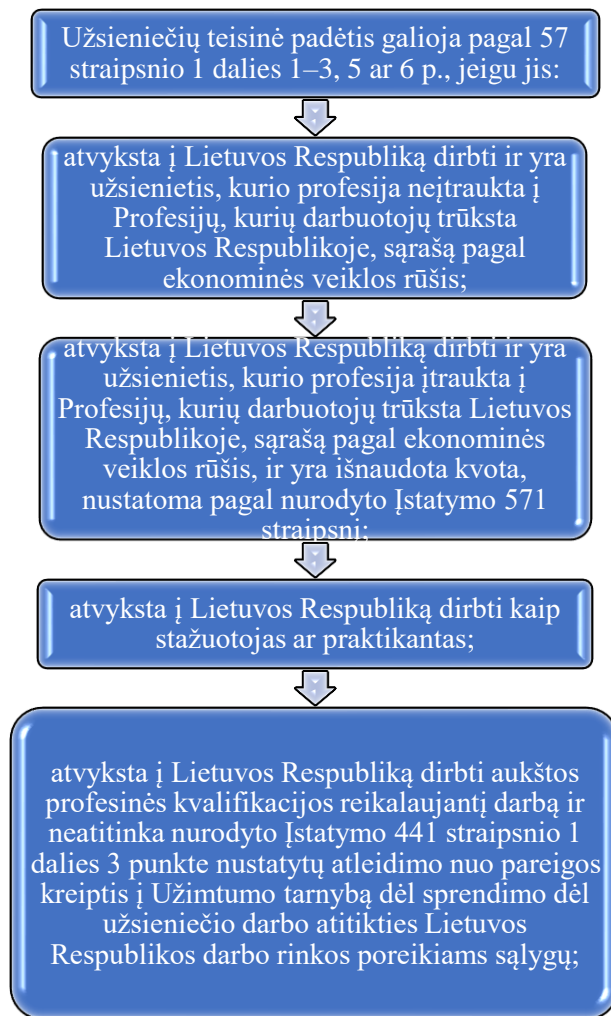 Užsieniečių teisinė padėtis galioja pagal 57
straipsnio 1 dalies 1–3, 5 ar 6 p., jeigu jis:
atvyksta į Lietuvos Respubliką dirbti ir yra
užsienietis, kurio profesija neįtraukta į
Profesijų, kurių darbuotojų trūksta
Lietuvos Respublikoje, sąrašą pagal
ekonominės veiklos rūšis;
atvyksta į Lietuvos Respubliką dirbti ir yra
užsienietis, kurio profesija įtraukta į
Profesijų, kurių darbuotojų trūksta Lietuvos
Respublikoje, sąrašą pagal ekonominės
veiklos rūšis, ir yra išnaudota kvota,
nustatoma pagal nurodyto Įstatymo 571
straipsnį;
atvyksta į Lietuvos Respubliką dirbti kaip
stažuotojas ar praktikantas;
atvyksta į Lietuvos Respubliką dirbti aukštos
profesinės kvalifikacijos reikalaujantį darbą ir
neatitinka nurodyto Įstatymo 441 straipsnio 1
dalies 3 punkte nustatytų atleidimo nuo pareigos
kreiptis į Užimtumo tarnybą dėl sprendimo dėl
užsieniečio darbo atitikties Lietuvos
Respublikos darbo rinkos poreikiams sąlygų;